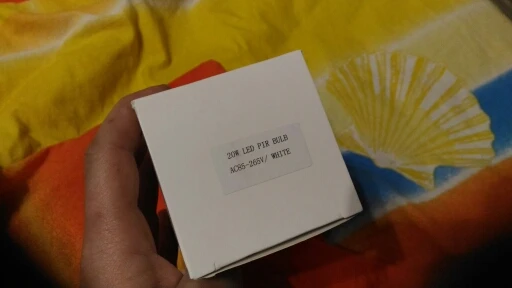 20W LED PIR BULB
AC85-265V/ WHITE